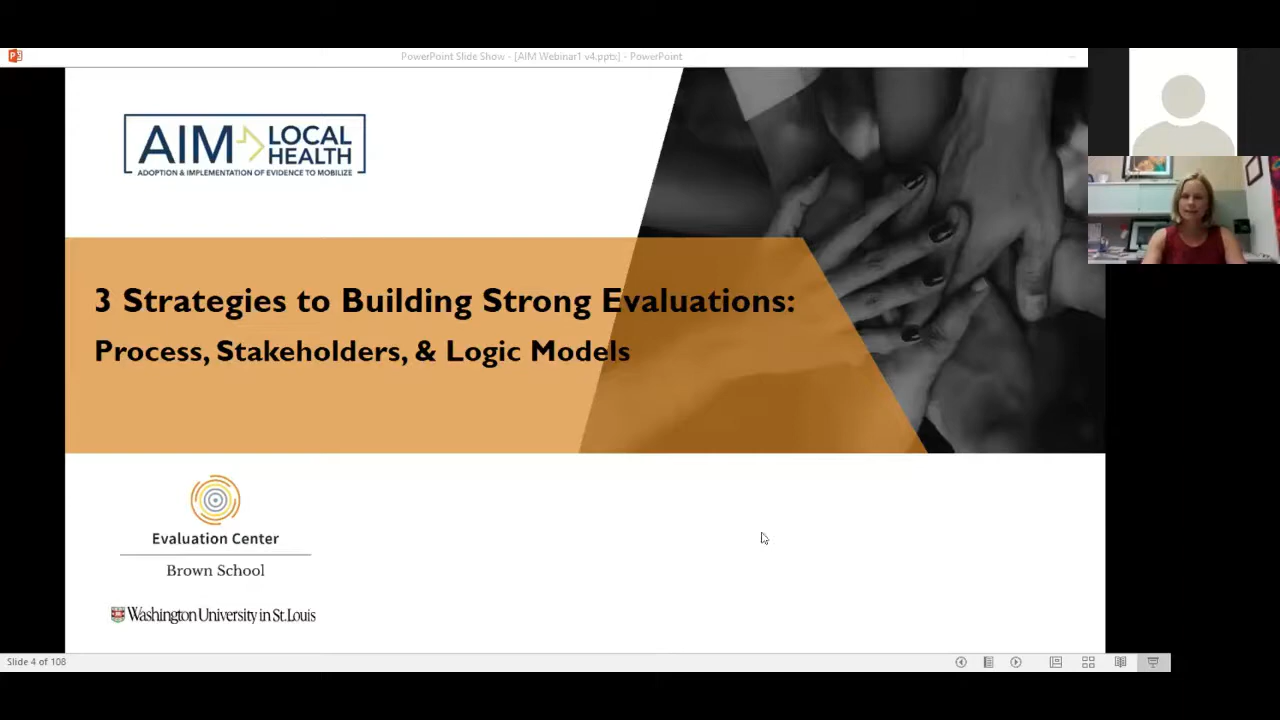 PowerPoint Slide Show - [AIM Webinar1 v4.pptx] - PowerPoint
AIM LOCAL
HEALTH
ADOPTION & IMPLEMENTATION OF EVIDENCE TO MOBILIZE
3 Strategies to Building Strong Evaluations:
Process, Stakeholders, & Logic Models
Evaluation Center
Brown School
Washington University in St. Louis
Slide 4 of 108